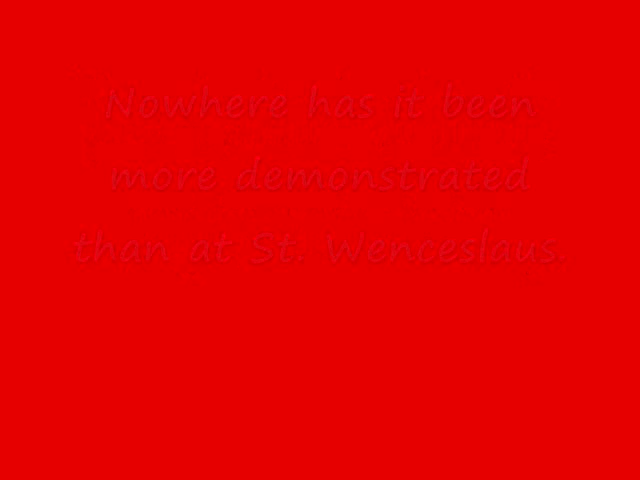 Nowhere has it been
more demonstrated
than at St. Wenceslaus.